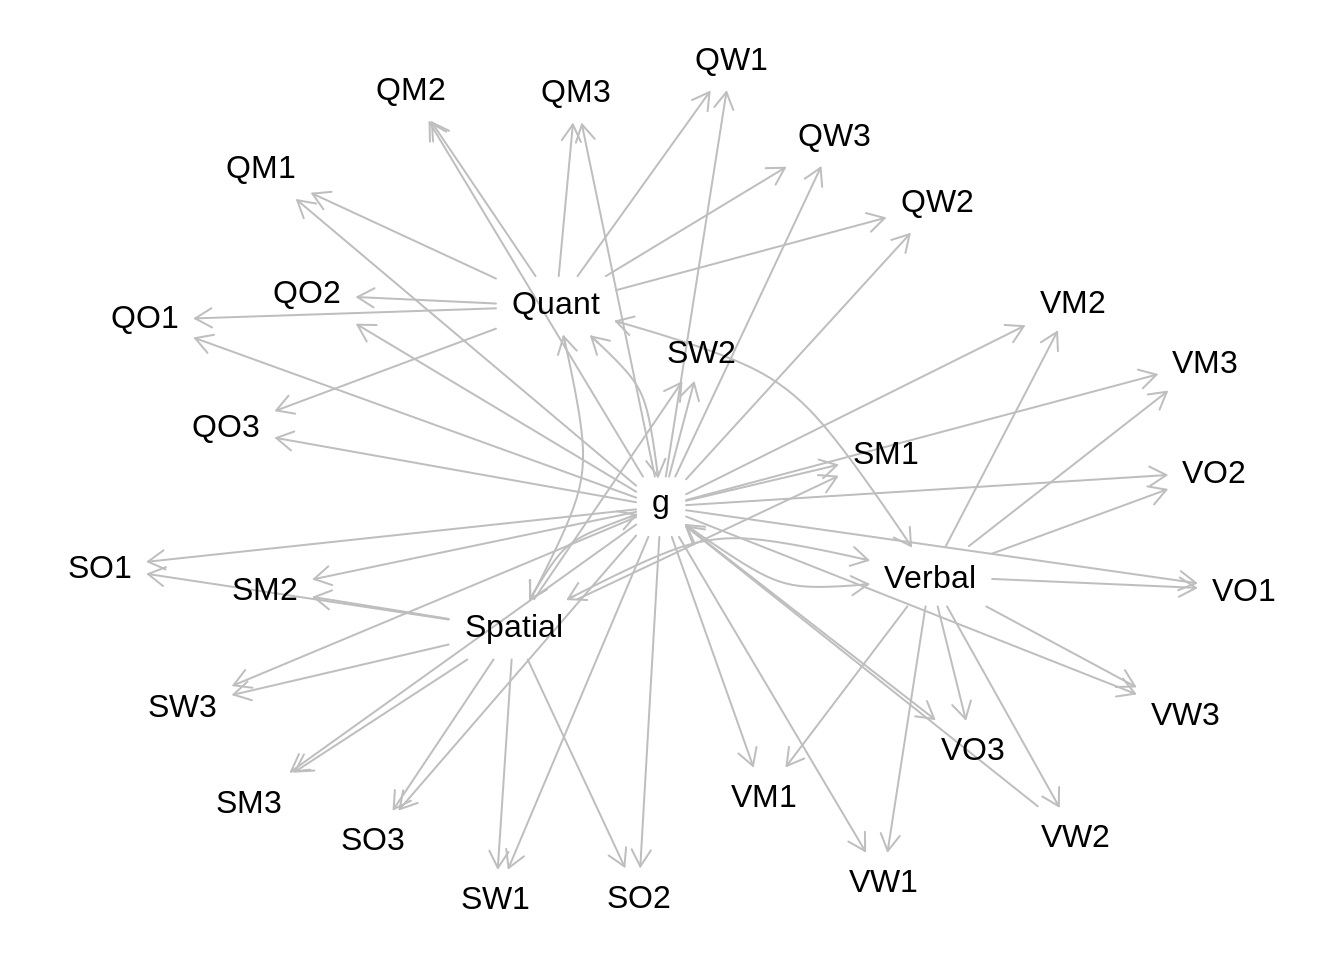 QW1
QM2
QM3
QW3
QM1
QW2
QO2
Quant
VM2
QO1
SW2
VM3
QO3
SM1
VO2
g
SO1
Verbal
SM2
VO1
Spatial
SW3
VW3
VO3
VM1
SM3
SO3
VW2
VW1
SW1
SO2